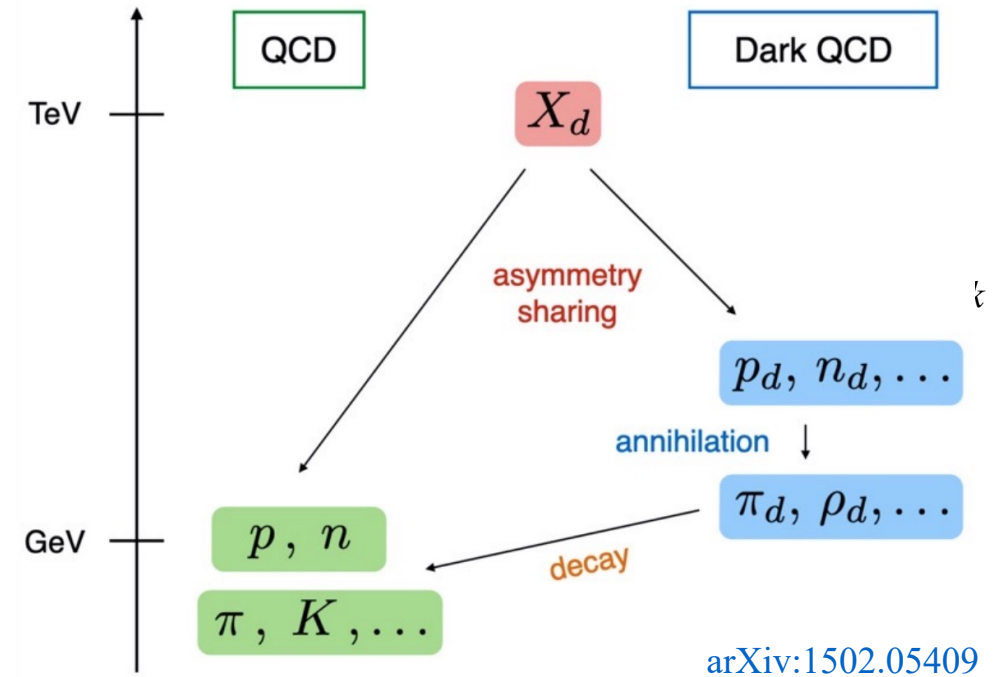 QCD
Dark QCD
TeV
X_d
asymmetry
sharing
p_d, n_d, ...
annihilation
π_d, ρ_d, ...
GeV
p , n
decay
π , K , ...
arXiv:1502.05409